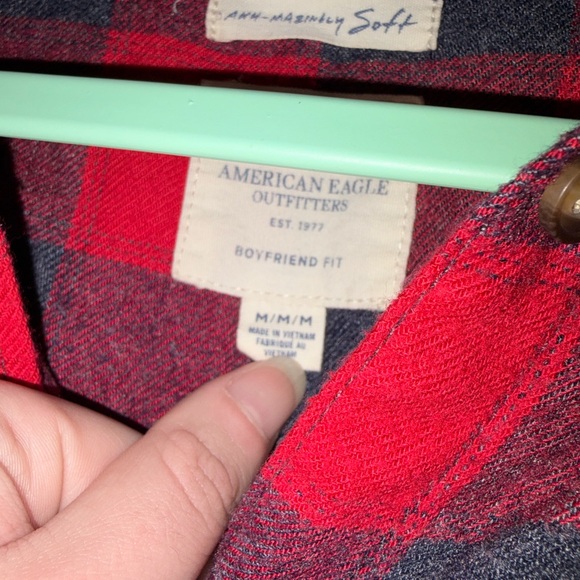 AHH-MAZINGLY Soft
AMERICAN EAGLE
OUTFITTERS
EST. 1977
BOYFRIEND FIT
M/M/M
MADE IN VIETNAM
FABRIQUÉ AU
VIETNAM